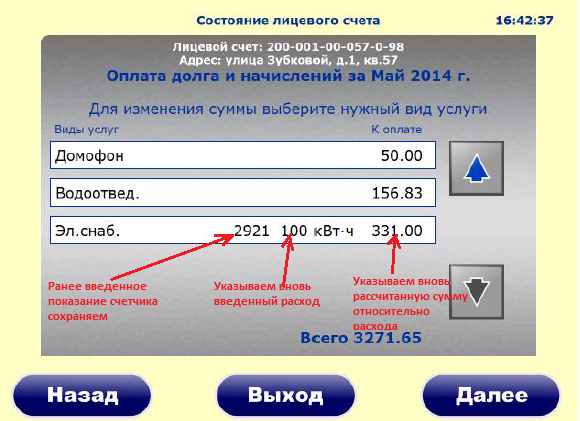 Состояние лицевого счета 16:42:37
Лицевой счет: 200-001-00-057-0-98
Адрес: улица Зубковой, д.1, кв.57
Оплата долга и начислений за Май 2014 г.
Для изменения суммы выберите нужный вид услуги
Виды услуг К оплате
Домофон 50.00
Водоотвед. 156.83
Эл.снаб. 2921 100 кВт·ч 331.00
Ранее введенное
показание счетчика
сохраняем
Указываем вновь
введенный расход
Указываем вновь
рассчитанную сумму
относительно
расхода
Всего 3271.65
Назад Выход Далее